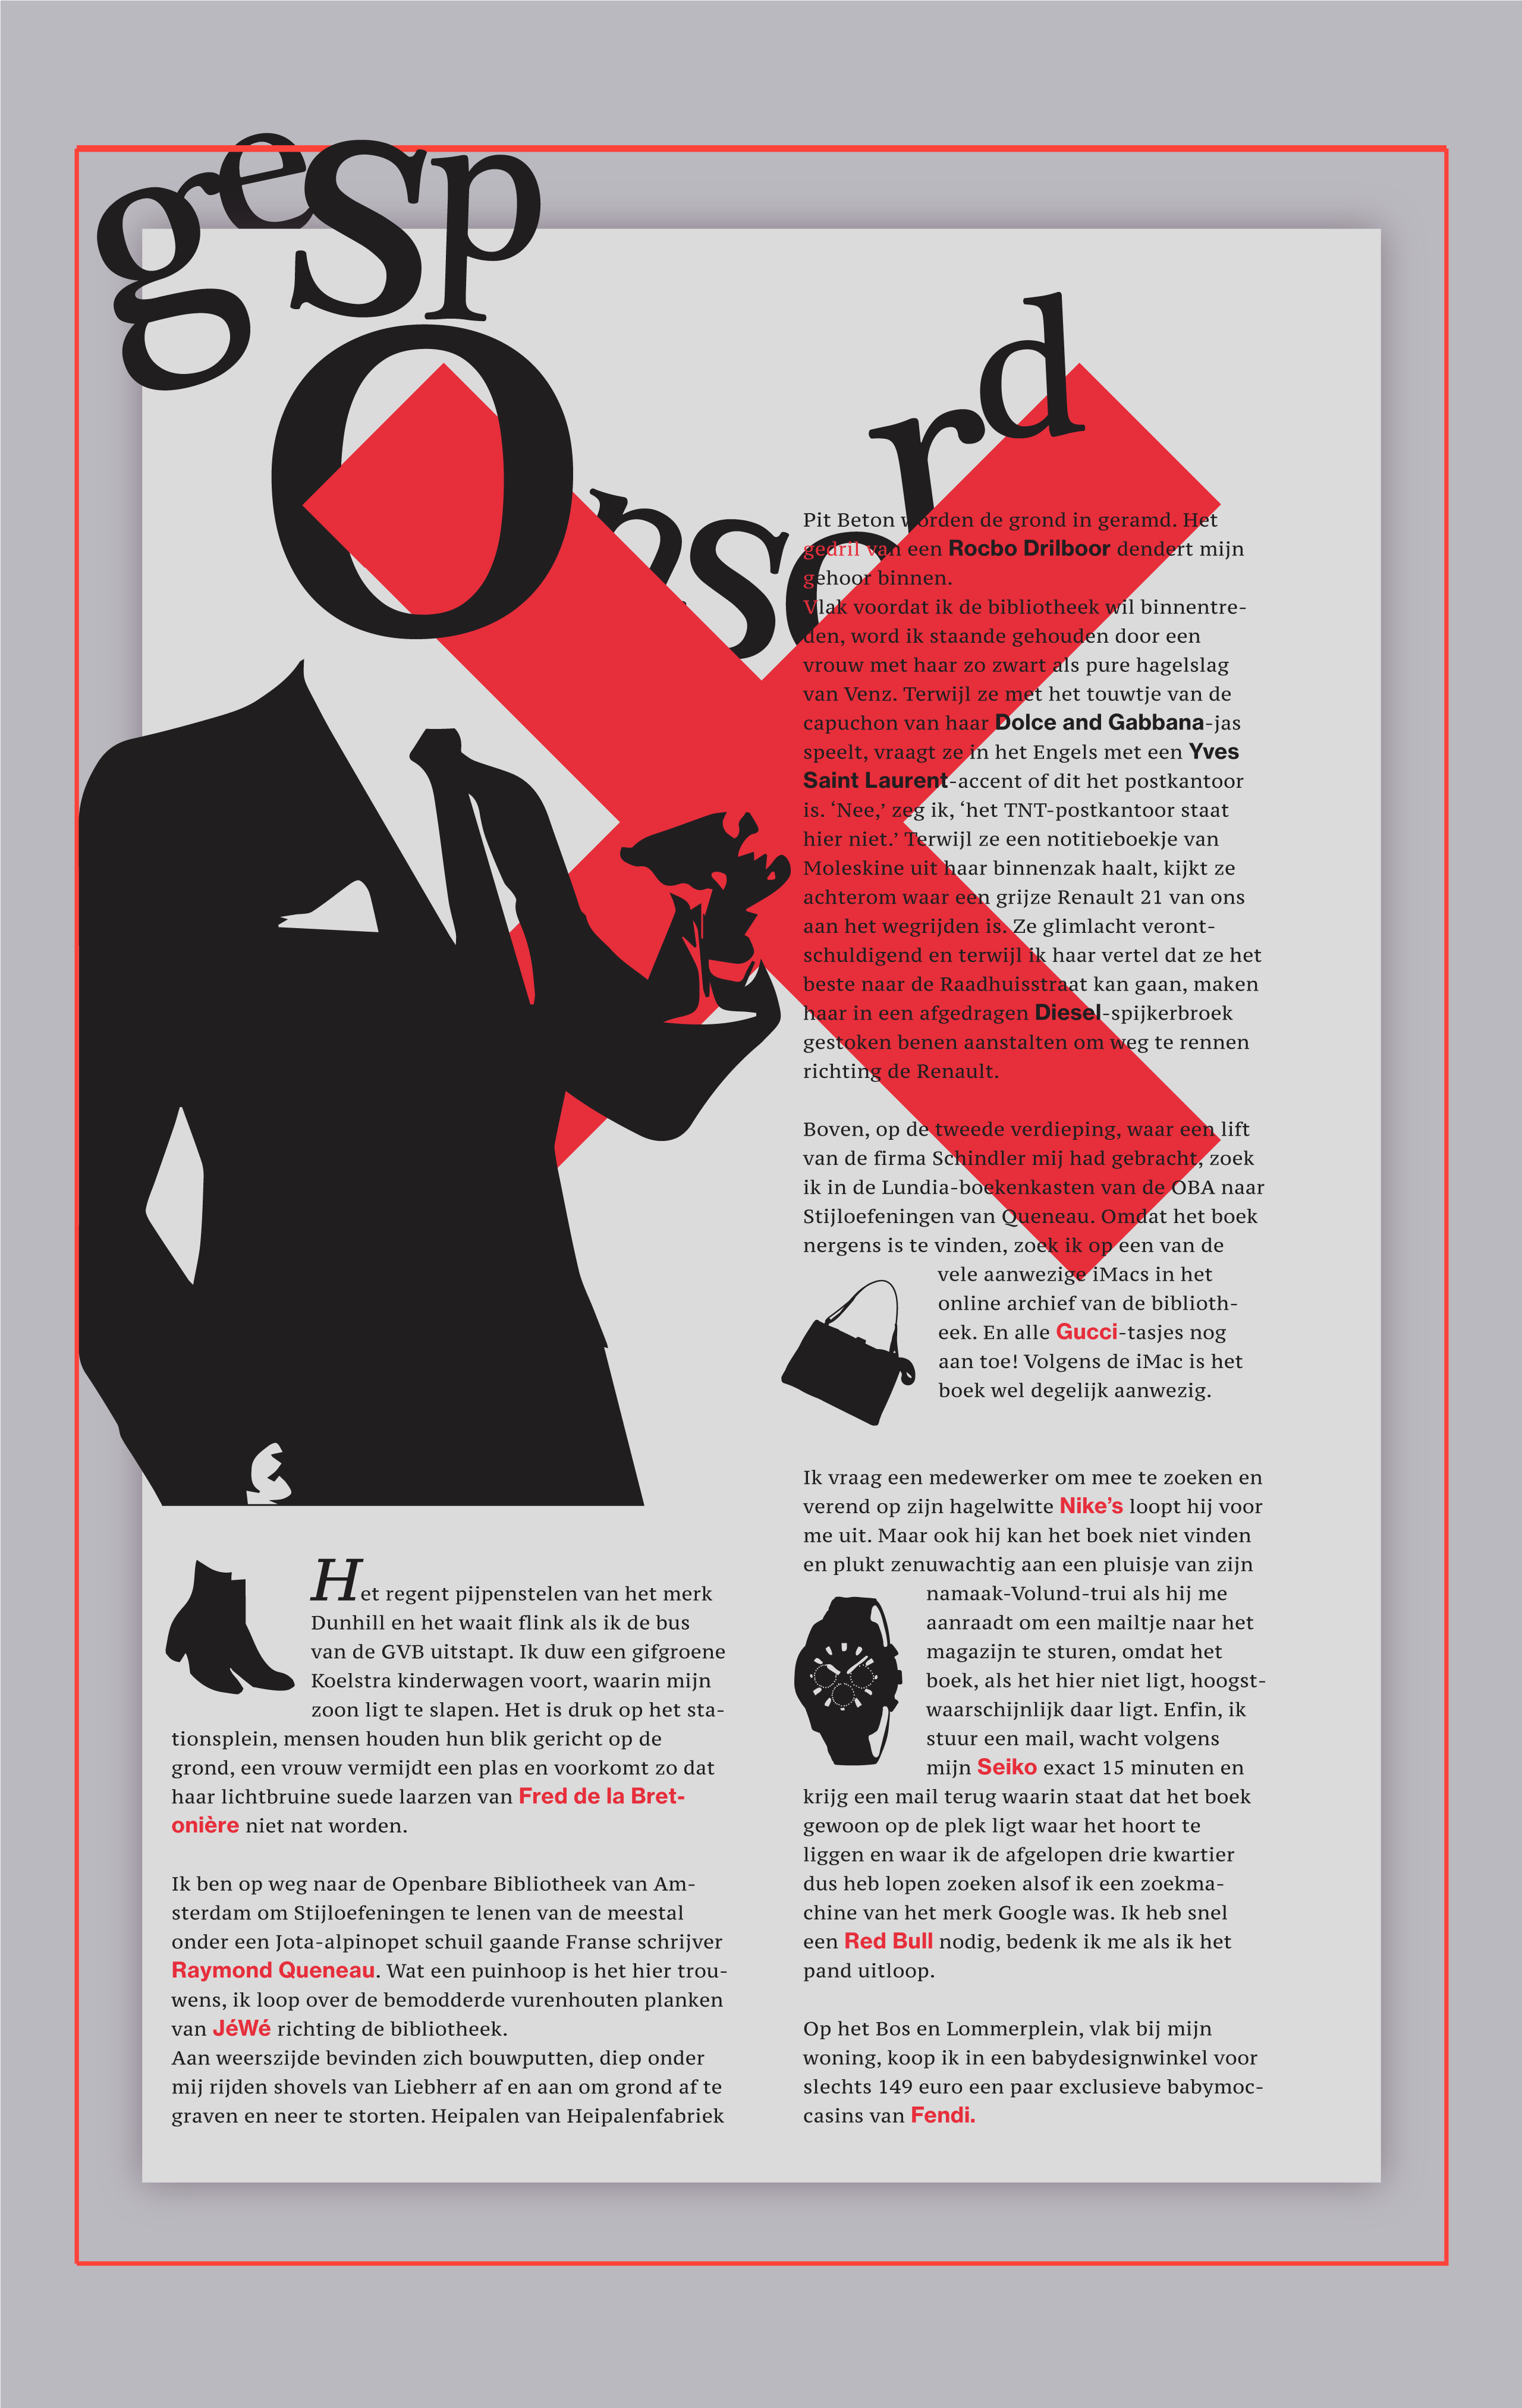 gesponsord
Het regent pijpenstelen van het merk
Dunhill en het waait flink als ik de bus
van de GVB uitstapt. Ik duw een gifgroene
Koelstra kinderwagen voort, waarin mijn
zoon ligt te slapen. Het is druk op het sta-
tionsplein, mensen houden hun blik gericht op de
grond, een vrouw vermijdt een plas en voorkomt zo dat
haar lichtbruine suede laarzen van Fred de la Bret-
onière niet nat worden.
Ik ben op weg naar de Openbare Bibliotheek van Am-
sterdam om Stijloefeningen te lenen van de meestal
onder een Jota-alpinopet schuil gaande Franse schrijver
Raymond Queneau. Wat een puinhoop is het hier trou-
wens, ik loop over de bemodderde vurenhouten planken
van JéWé richting de bibliotheek.
Aan weerszijde bevinden zich bouwputten, diep onder
mij rijden shovels van Liebherr af en aan om grond af te
graven en neer te storten. Heipalen van Heipalenfabriek
Pit Beton worden de grond in geramd. Het
gedril van een Rocbo Drilboor dendert mijn
gehoor binnen.
Vlak voordat ik de bibliotheek wil binnentre-
den, word ik staande gehouden door een
vrouw met haar zo zwart als pure hagelslag
van Venz. Terwijl ze met het touwtje van de
capuchon van haar Dolce and Gabbana-jas
speelt, vraagt ze in het Engels met een Yves
Saint Laurent-accent of dit het postkantoor
is. ‘Nee,’ zeg ik, ‘het TNT-postkantoor staat
hier niet.’ Terwijl ze een notitieboekje van
Moleskine uit haar binnenzak haalt, kijkt ze
achterom waar een grijze Renault 21 van ons
aan het wegrijden is. Ze glimlacht veront-
schuldigend en terwijl ik haar vertel dat ze het
beste naar de Raadhuisstraat kan gaan, maken
haar in een afgedragen Diesel-spijkerbroek
gestoken benen aanstalten om weg te rennen
richting de Renault.
Boven, op de tweede verdieping, waar een lift
van de firma Schindler mij had gebracht, zoek
ik in de Lundia-boekenkasten van de OBA naar
Stijloefeningen van Queneau. Omdat het boek
nergens is te vinden, zoek ik op een van de
vele aanwezige iMacs in het
online archief van de biblioth-
eek. En alle Gucci-tasjes nog
aan toe! Volgens de iMac is het
boek wel degelijk aanwezig.
Ik vraag een medewerker om mee te zoeken en
verend op zijn hagelwitte Nike’s loopt hij voor
me uit. Maar ook hij kan het boek niet vinden
en plukt zenuwachtig aan een pluisje van zijn
namaak-Volund-trui als hij me
aanraadt om een mailtje naar het
magazijn te sturen, omdat het
boek, als het hier niet ligt, hoogst-
waarschijnlijk daar ligt. Enfin, ik
stuur een mail, wacht volgens
mijn Seiko exact 15 minuten en
krijg een mail terug waarin staat dat het boek
gewoon op de plek ligt waar het hoort te
liggen en waar ik de afgelopen drie kwartier
dus heb lopen zoeken alsof ik een zoekma-
chine van het merk Google was. Ik heb snel
een Red Bull nodig, bedenk ik me als ik het
pand uitloop.
Op het Bos en Lommerplein, vlak bij mijn
woning, koop ik in een babydesignwinkel voor
slechts 149 euro een paar exclusieve babymoc-
casins van Fendi.